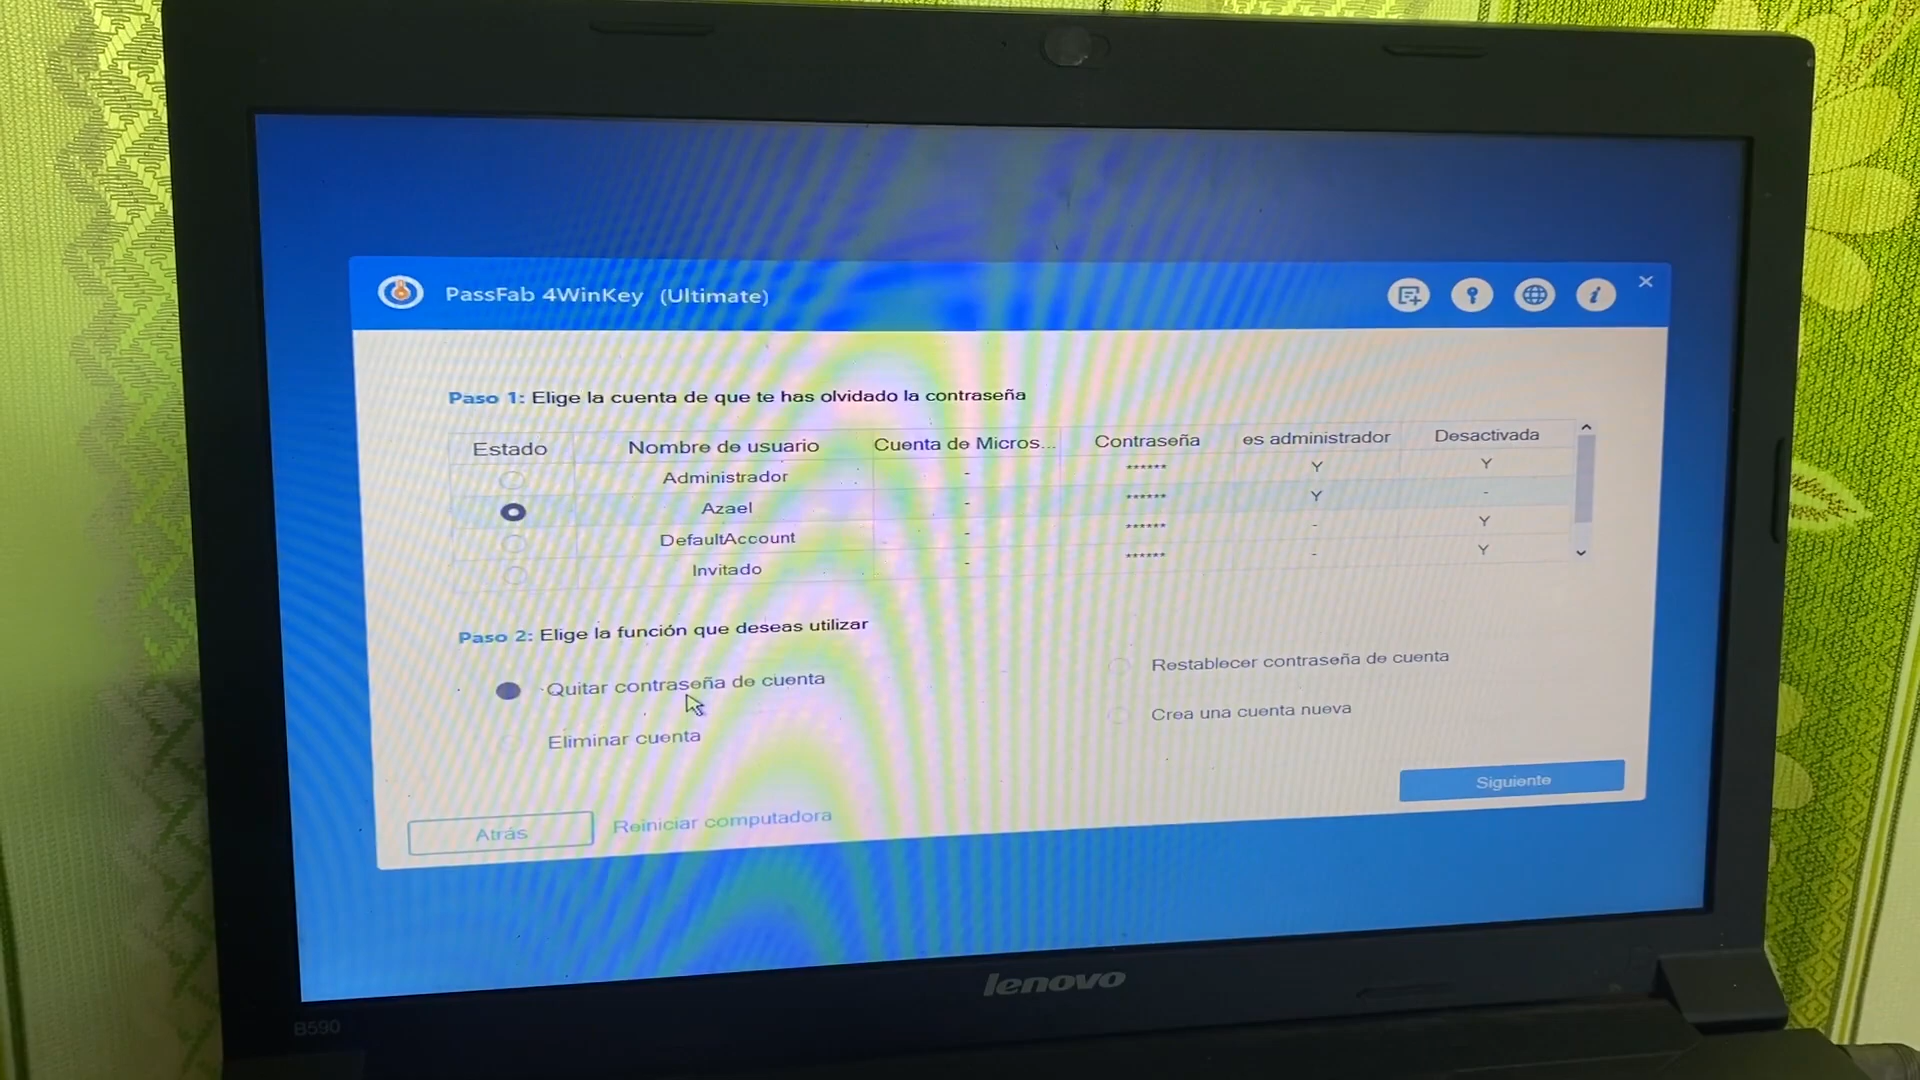 PassFab 4WinKey (Ultimate)
Paso 1: Elige la cuenta de que te has olvidado la contraseña
Estado Nombre de usuario Cuenta de Micros... Contraseña es administrador Desactivada
Administrador - ****** Y Y
Azael - ****** Y -
DefaultAccount - ****** - Y
Invitado - ****** - Y
Paso 2: Elige la función que deseas utilizar
Quitar contraseña de cuenta
Restablecer contraseña de cuenta
Eliminar cuenta
Crea una cuenta nueva
Siguiente
Atrás
Reiniciar computadora
lenovo
B590